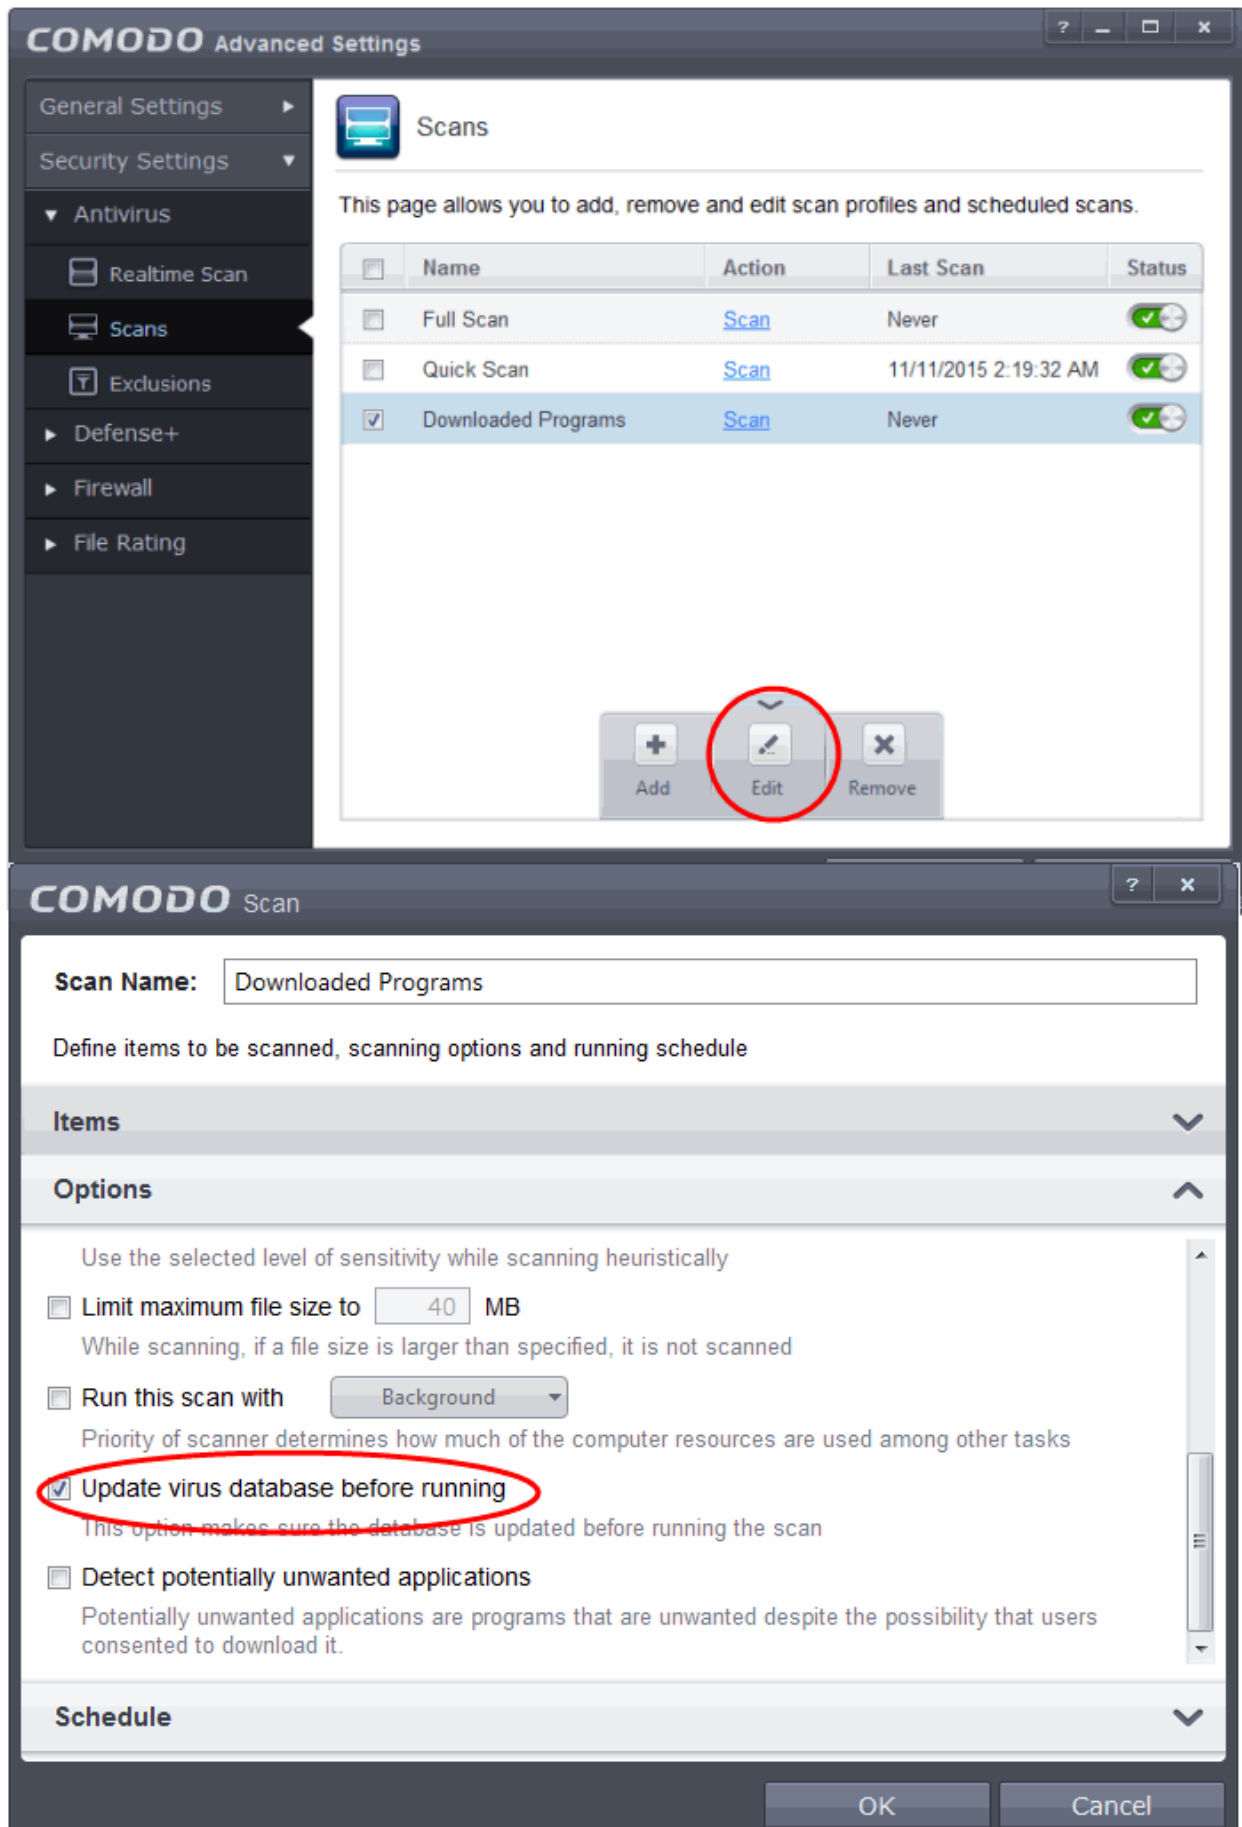 COMODO Advanced Settings
General Settings
Security Settings
Antivirus
Realtime Scan
Scans
Exclusions
Defense+
Firewall
File Rating
Scans
This page allows you to add, remove and edit scan profiles and scheduled scans.
Name Action Last Scan Status
Full Scan Scan Never
Quick Scan Scan 11/11/2015 2:19:32 AM
Downloaded Programs Scan Never
Add Edit Remove
COMODO Scan
Scan Name: Downloaded Programs
Define items to be scanned, scanning options and running schedule
Items
Options
Use the selected level of sensitivity while scanning heuristically
Limit maximum file size to 40 MB
While scanning, if a file size is larger than specified, it is not scanned
Run this scan with Background
Priority of scanner determines how much of the computer resources are used among other tasks
Update virus database before running
This option makes sure the database is updated before running the scan
Detect potentially unwanted applications
Potentially unwanted applications are programs that are unwanted despite the possibility that users
consented to download it.
Schedule
OK Cancel